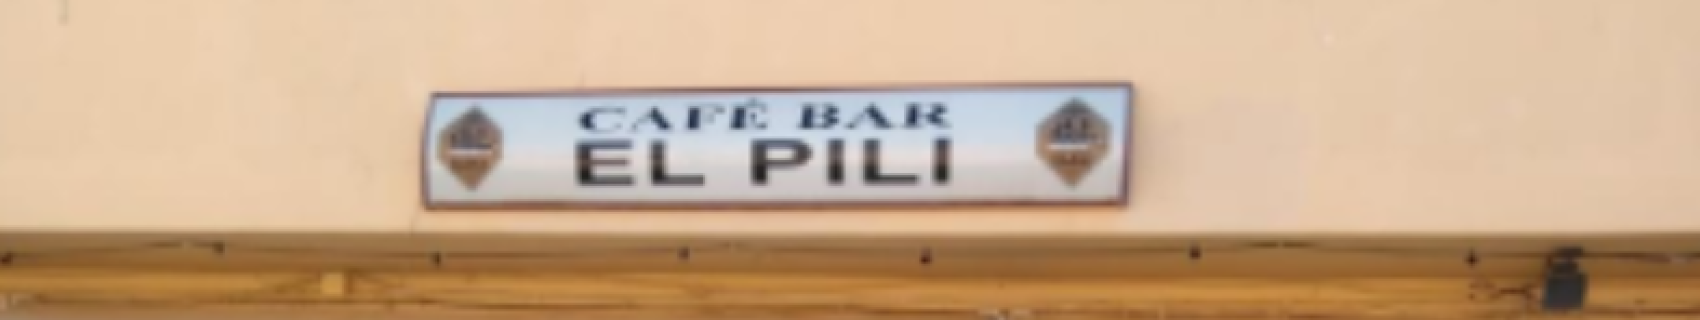 CAFÉ BAR
EL PILI